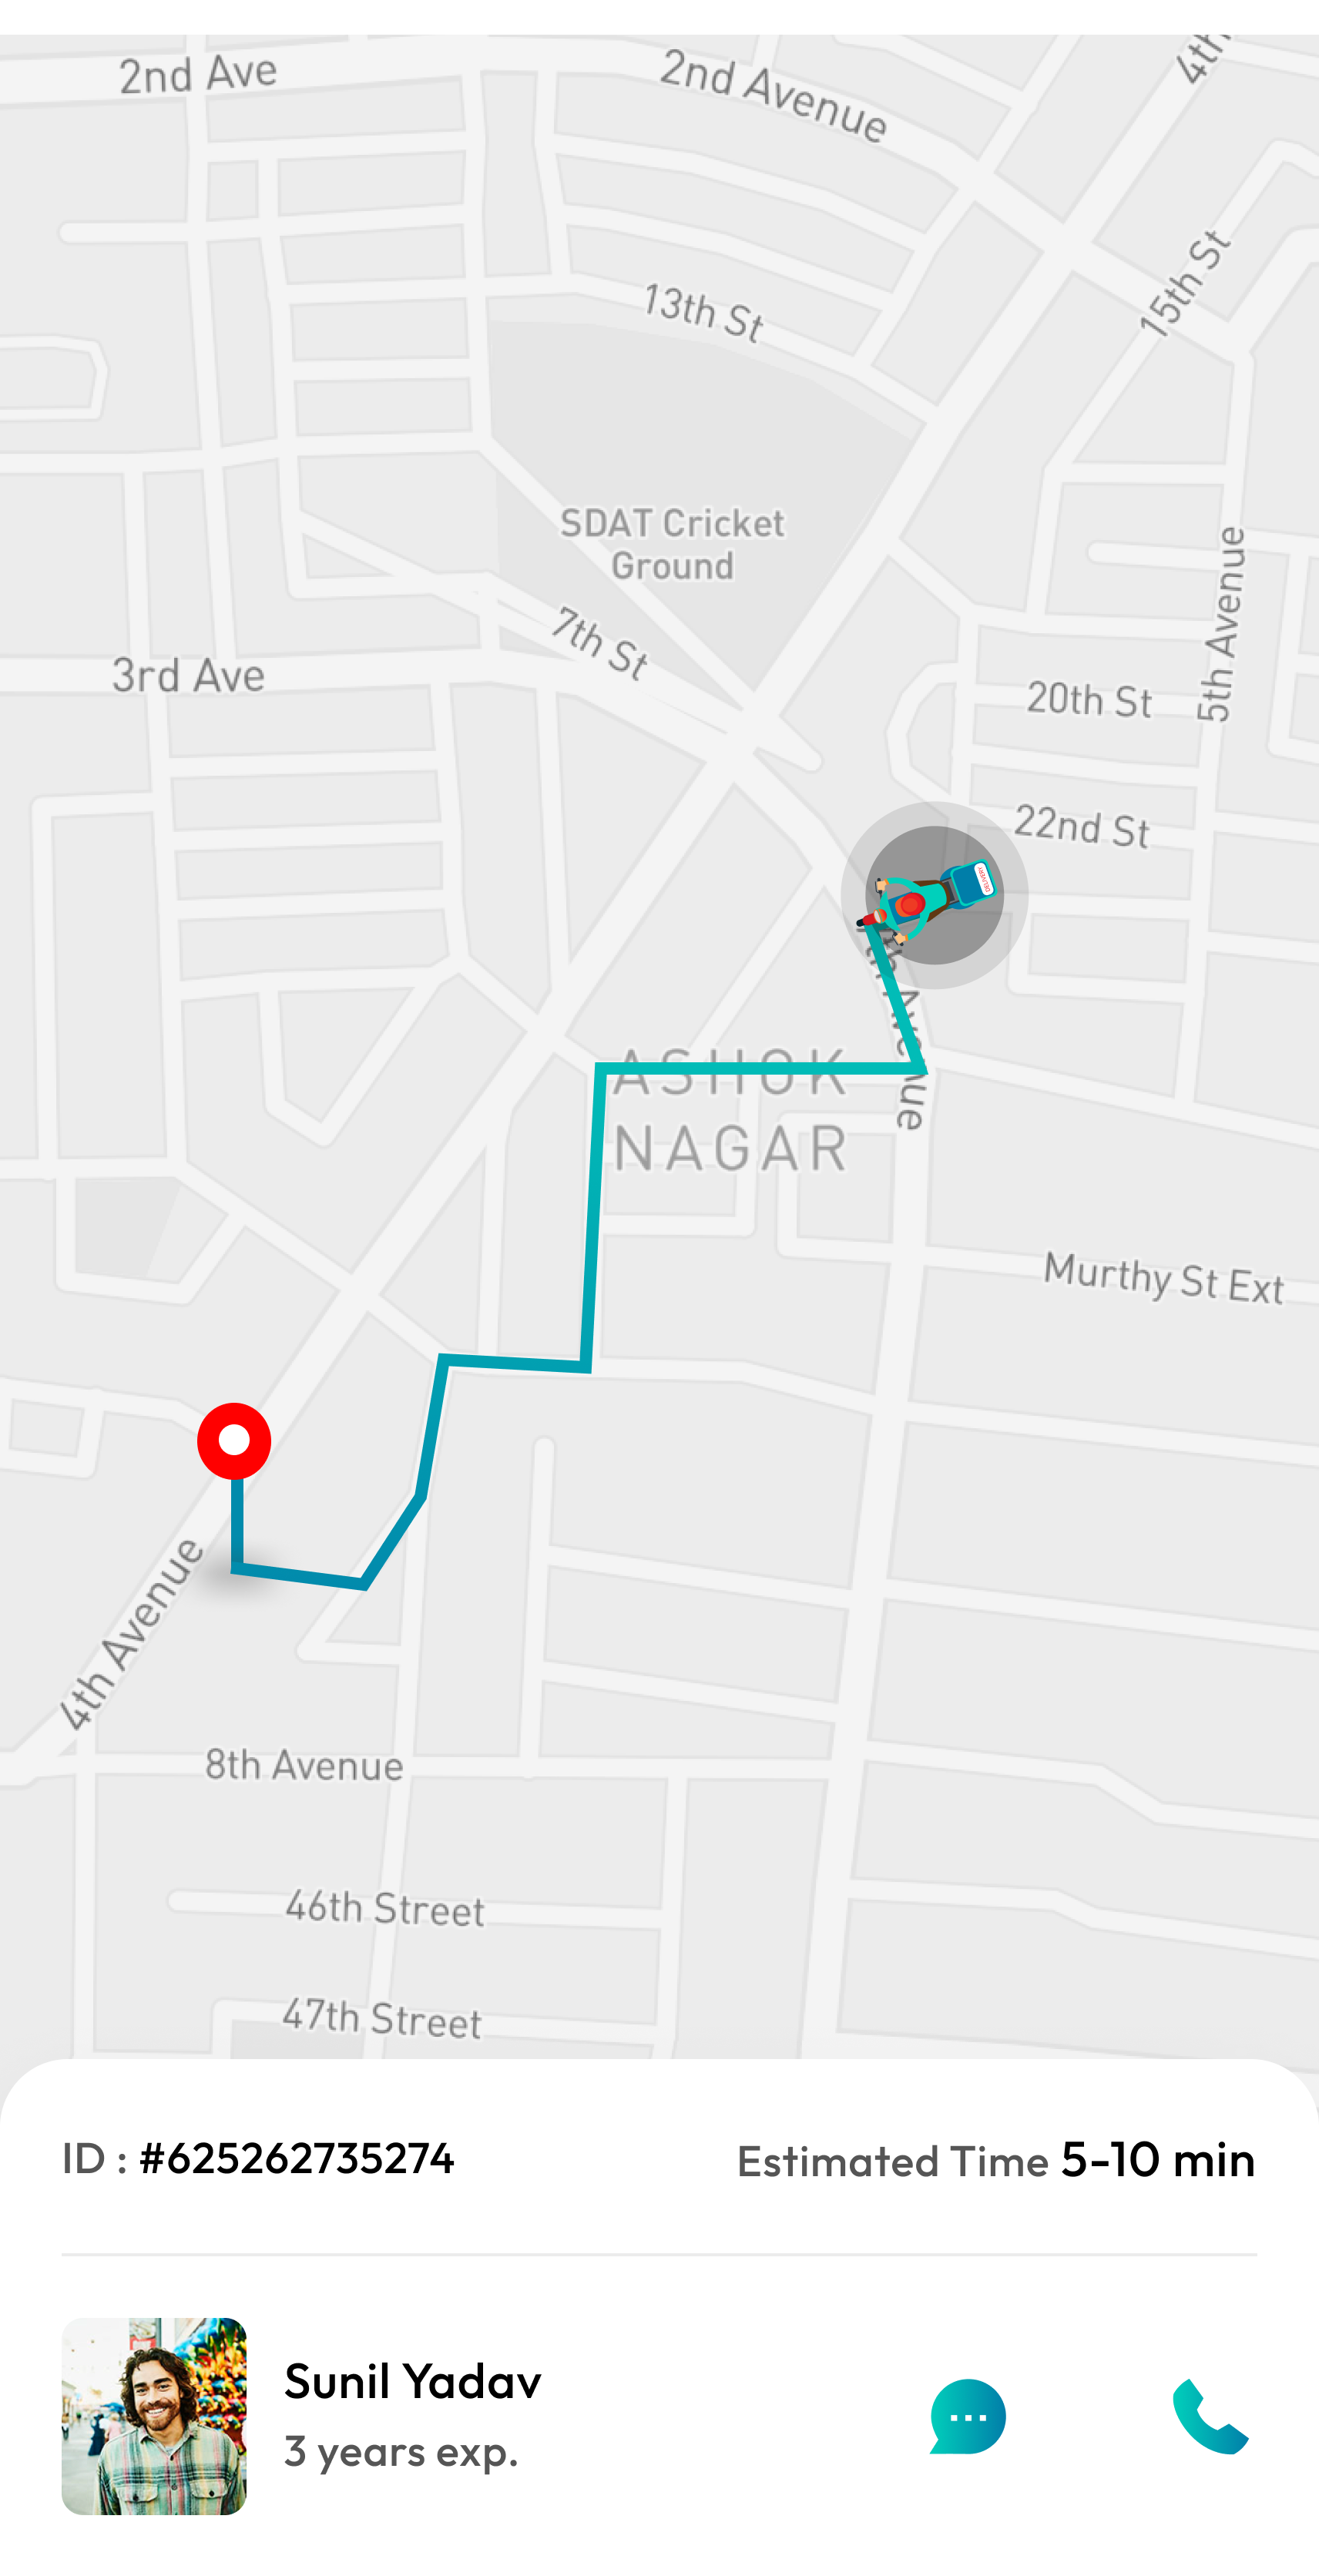 2nd Ave
2nd Avenue
4th
15th St
13th St
SDAT Cricket
Ground
7th St
5th Avenue
3rd Ave
20th St
22nd St
DELIVERY
ASHOK
NAGAR
Murthy St Ext
4th Avenue
8th Avenue
46th Street
47th Street
ID : #625262735274
Estimated Time 5-10 min
Sunil Yadav
3 years exp.